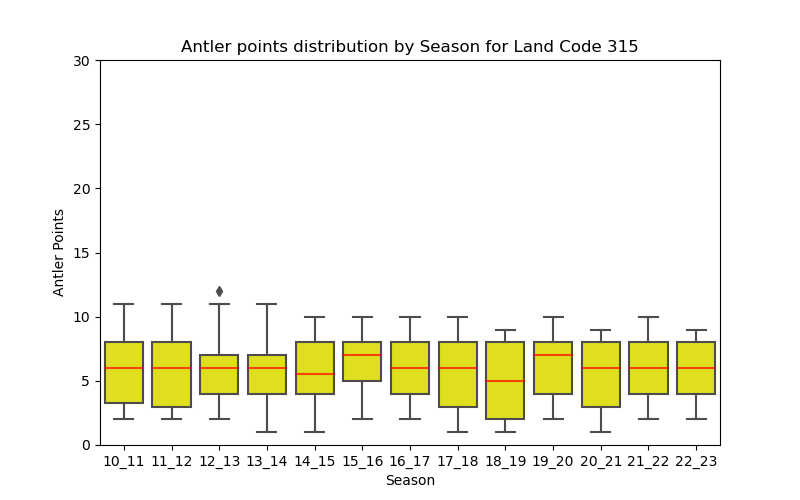 Antler points distribution by Season for Land Code 315
30
25
20
15
10
5
0
Antler Points
10_11 11_12 12_13 13_14 14_15 15_16 16_17 17_18 18_19 19_20 20_21 21_22 22_23
Season